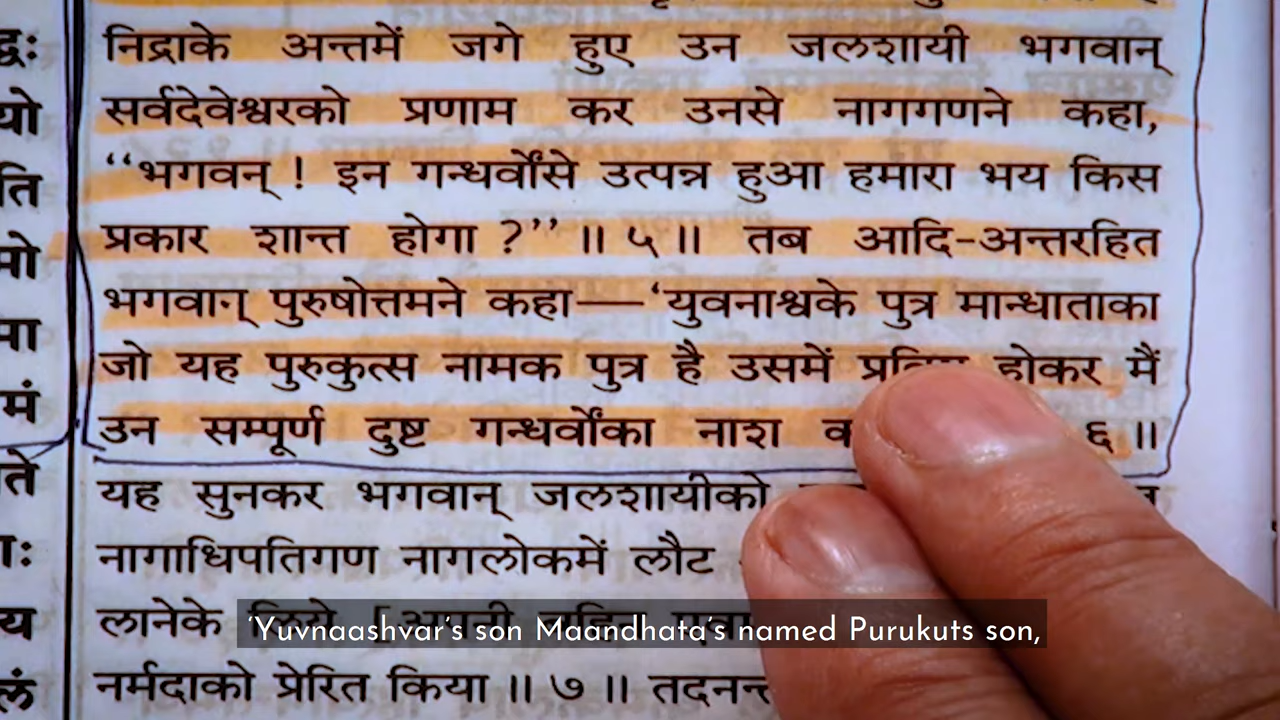 निद्राके अन्तमें जगे हुए उन जलशायी भगवान्
सर्वदेवेश्वरको प्रणाम कर उनसे नागगणने कहा,
‘‘भगवन् ! इन गन्धर्वोंसे उत्पन्न हुआ हमारा भय किस
प्रकार शान्त होगा ?’’ ॥ ५ ॥ तब आदि-अन्तरहित
भगवान् पुरुषोत्तमने कहा—‘युवनाश्वके पुत्र मान्धाताका
जो यह पुरुकुत्स नामक पुत्र है उसमें होकर मैं
उन सम्पूर्ण दुष्ट गन्धर्वोंका नाश ६ ॥
यह सुनकर भगवान् जलशायीको
नागाधिपतिगण नागलोकमें लौट
लानेके लिये
'Yuvnaashvar's son Maandhata's named Purukuts son,
नर्मदाको प्रेरित किया ॥ ७ ॥